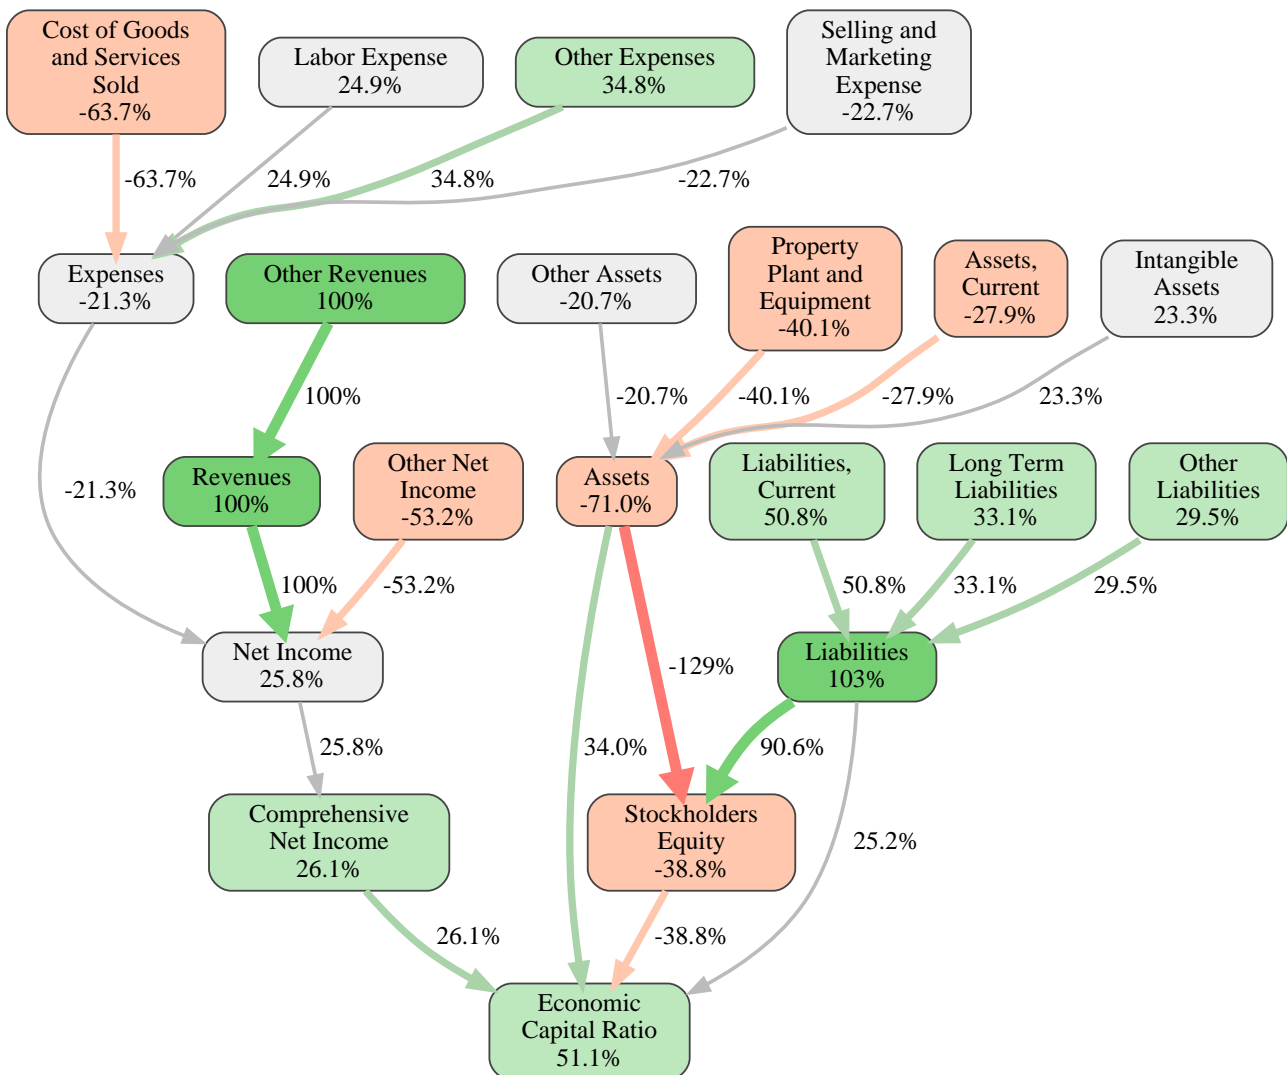 Cost of Goods
and Services
Sold
-63.7%
Labor Expense
24.9%
Other Expenses
34.8%
Selling and
Marketing
Expense
-22.7%
-63.7%
24.9%
34.8%
-22.7%
Expenses
-21.3%
Other Revenues
100%
Other Assets
-20.7%
Property
Plant and
Equipment
-40.1%
Assets,
Current
-27.9%
Intangible
Assets
23.3%
100%
-20.7%
-40.1%
-27.9%
23.3%
-21.3%
Revenues
100%
Other Net
Income
-53.2%
Assets
-71.0%
Liabilities,
Current
50.8%
Long Term
Liabilities
33.1%
Other
Liabilities
29.5%
100%
-53.2%
50.8%
33.1%
29.5%
Net Income
25.8%
-129%
Liabilities
103%
25.8%
34.0%
90.6%
Comprehensive
Net Income
26.1%
Stockholders
Equity
-38.8%
25.2%
26.1%
-38.8%
Economic
Capital Ratio
51.1%